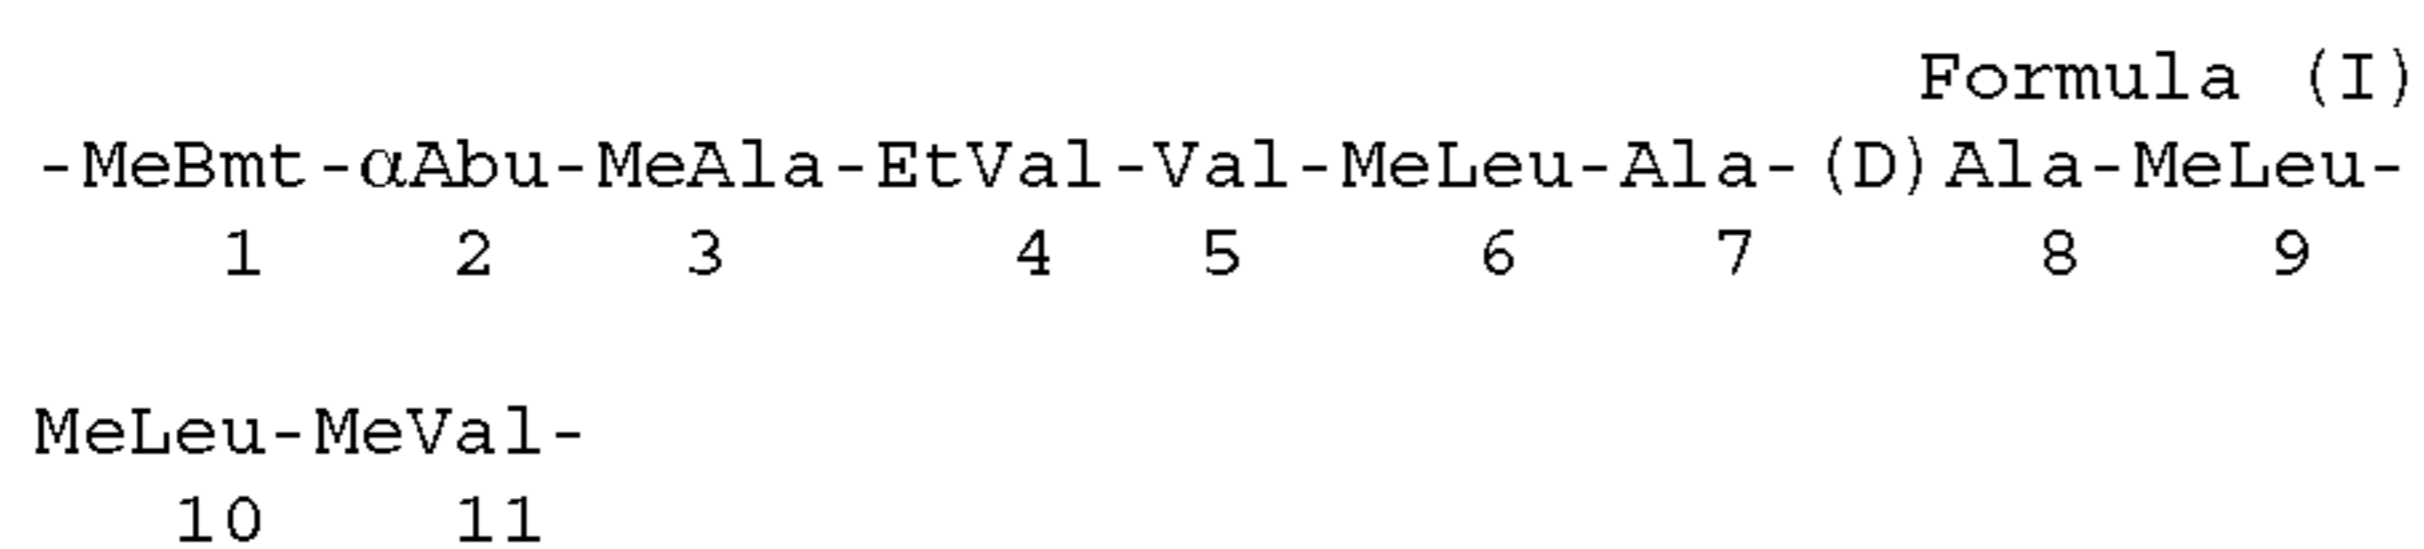 Formula (I)
-MeBmt-αAbu-MeAla-EtVal-Val-MeLeu-Ala-(D)Ala-MeLeu-
1 2 3 4 5 6 7 8 9
MeLeu-MeVal-
10 11